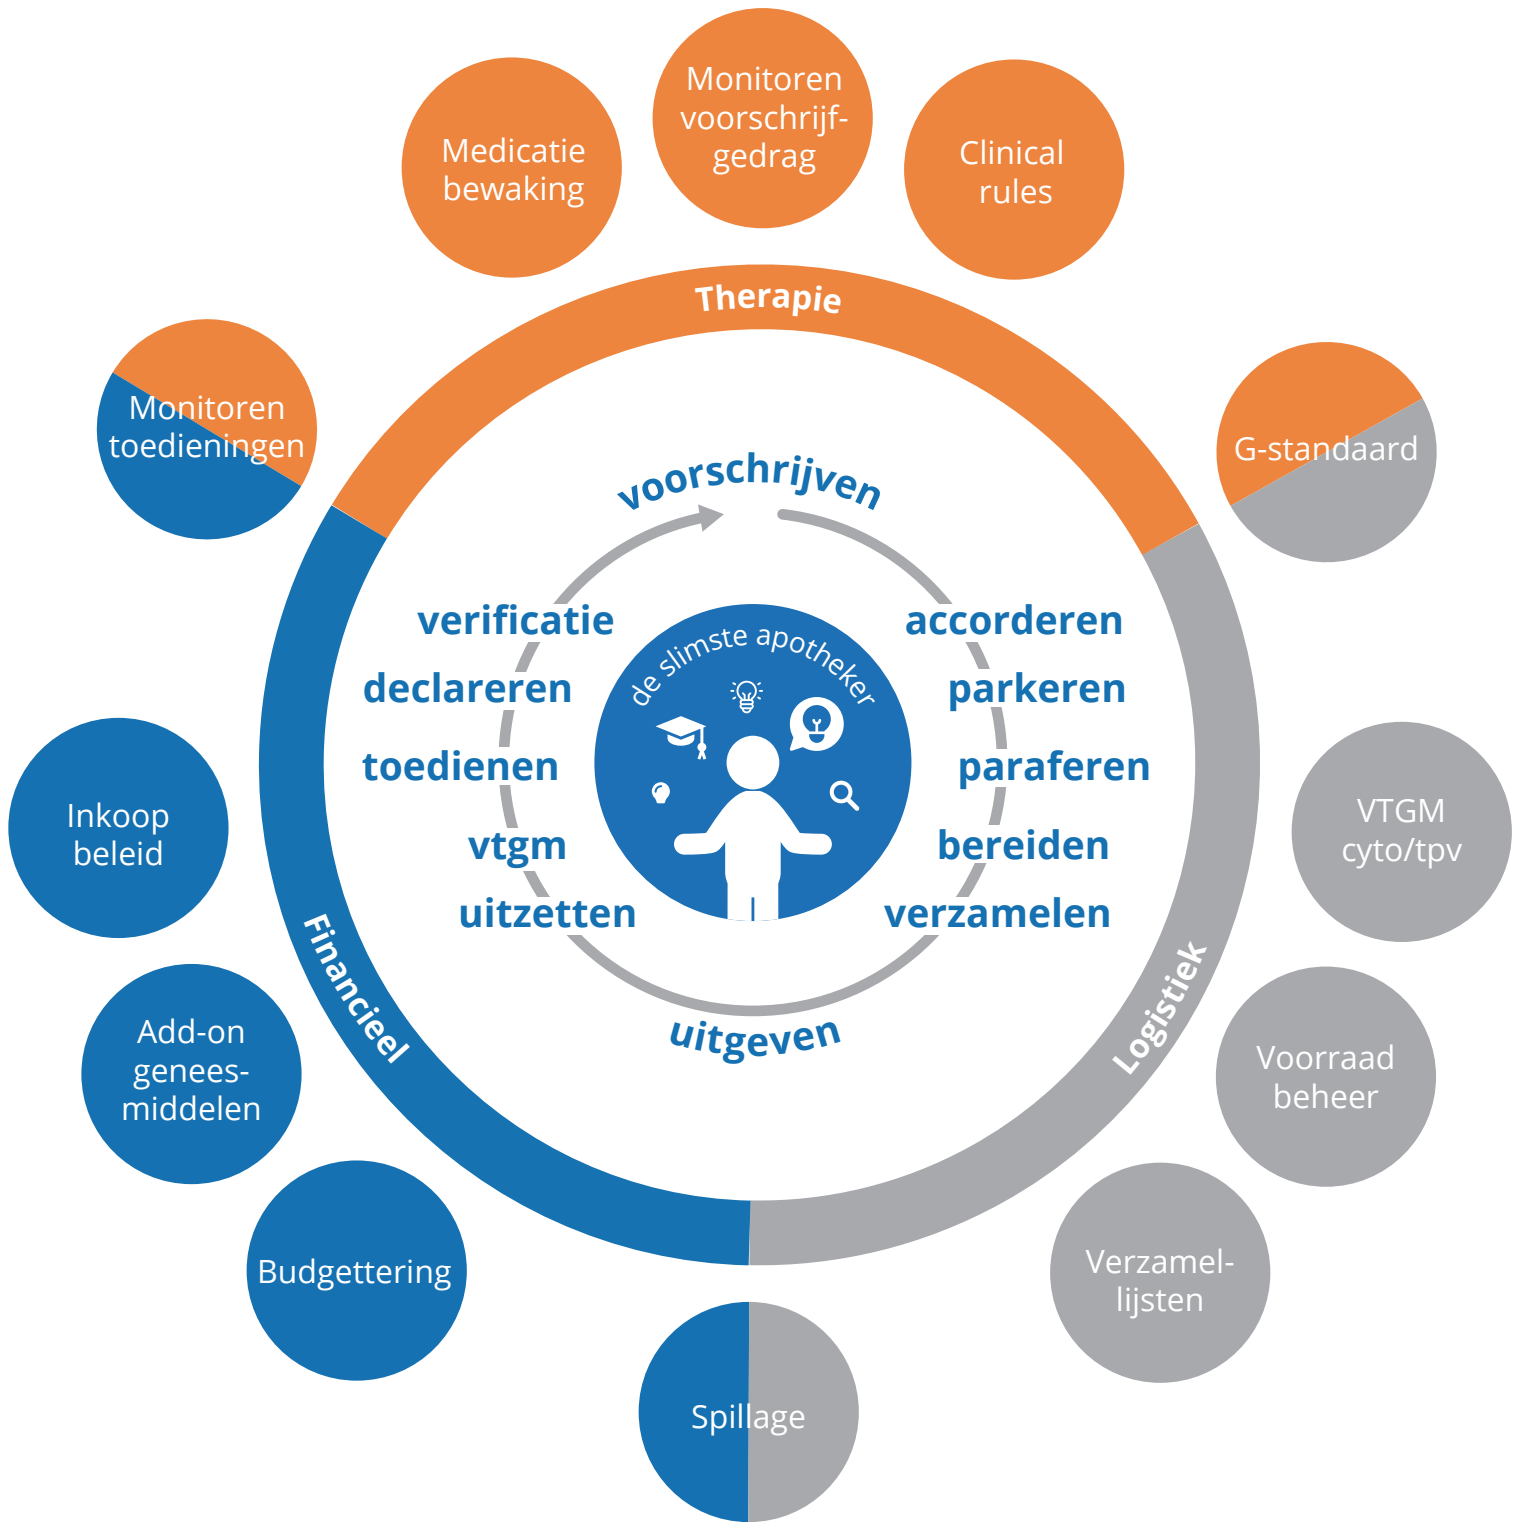 Monitoren
voorschrijf-
gedrag
Medicatie
bewaking
Clinical
rules
Therapie
Monitoren
toedieningen
G-standaard
voorschrijven
verificatie
accorderen
de slimste apotheker
declareren
parkeren
toedienen
paraferen
Inkoop
beleid
VTGM
cyto/tpv
vtgm
bereiden
uitzetten
verzamelen
Financieel
Logistiek
uitgeven
Add-on
genees-
middelen
Voorraad
beheer
Budgettering
Verzamel-
lijsten
Spillage